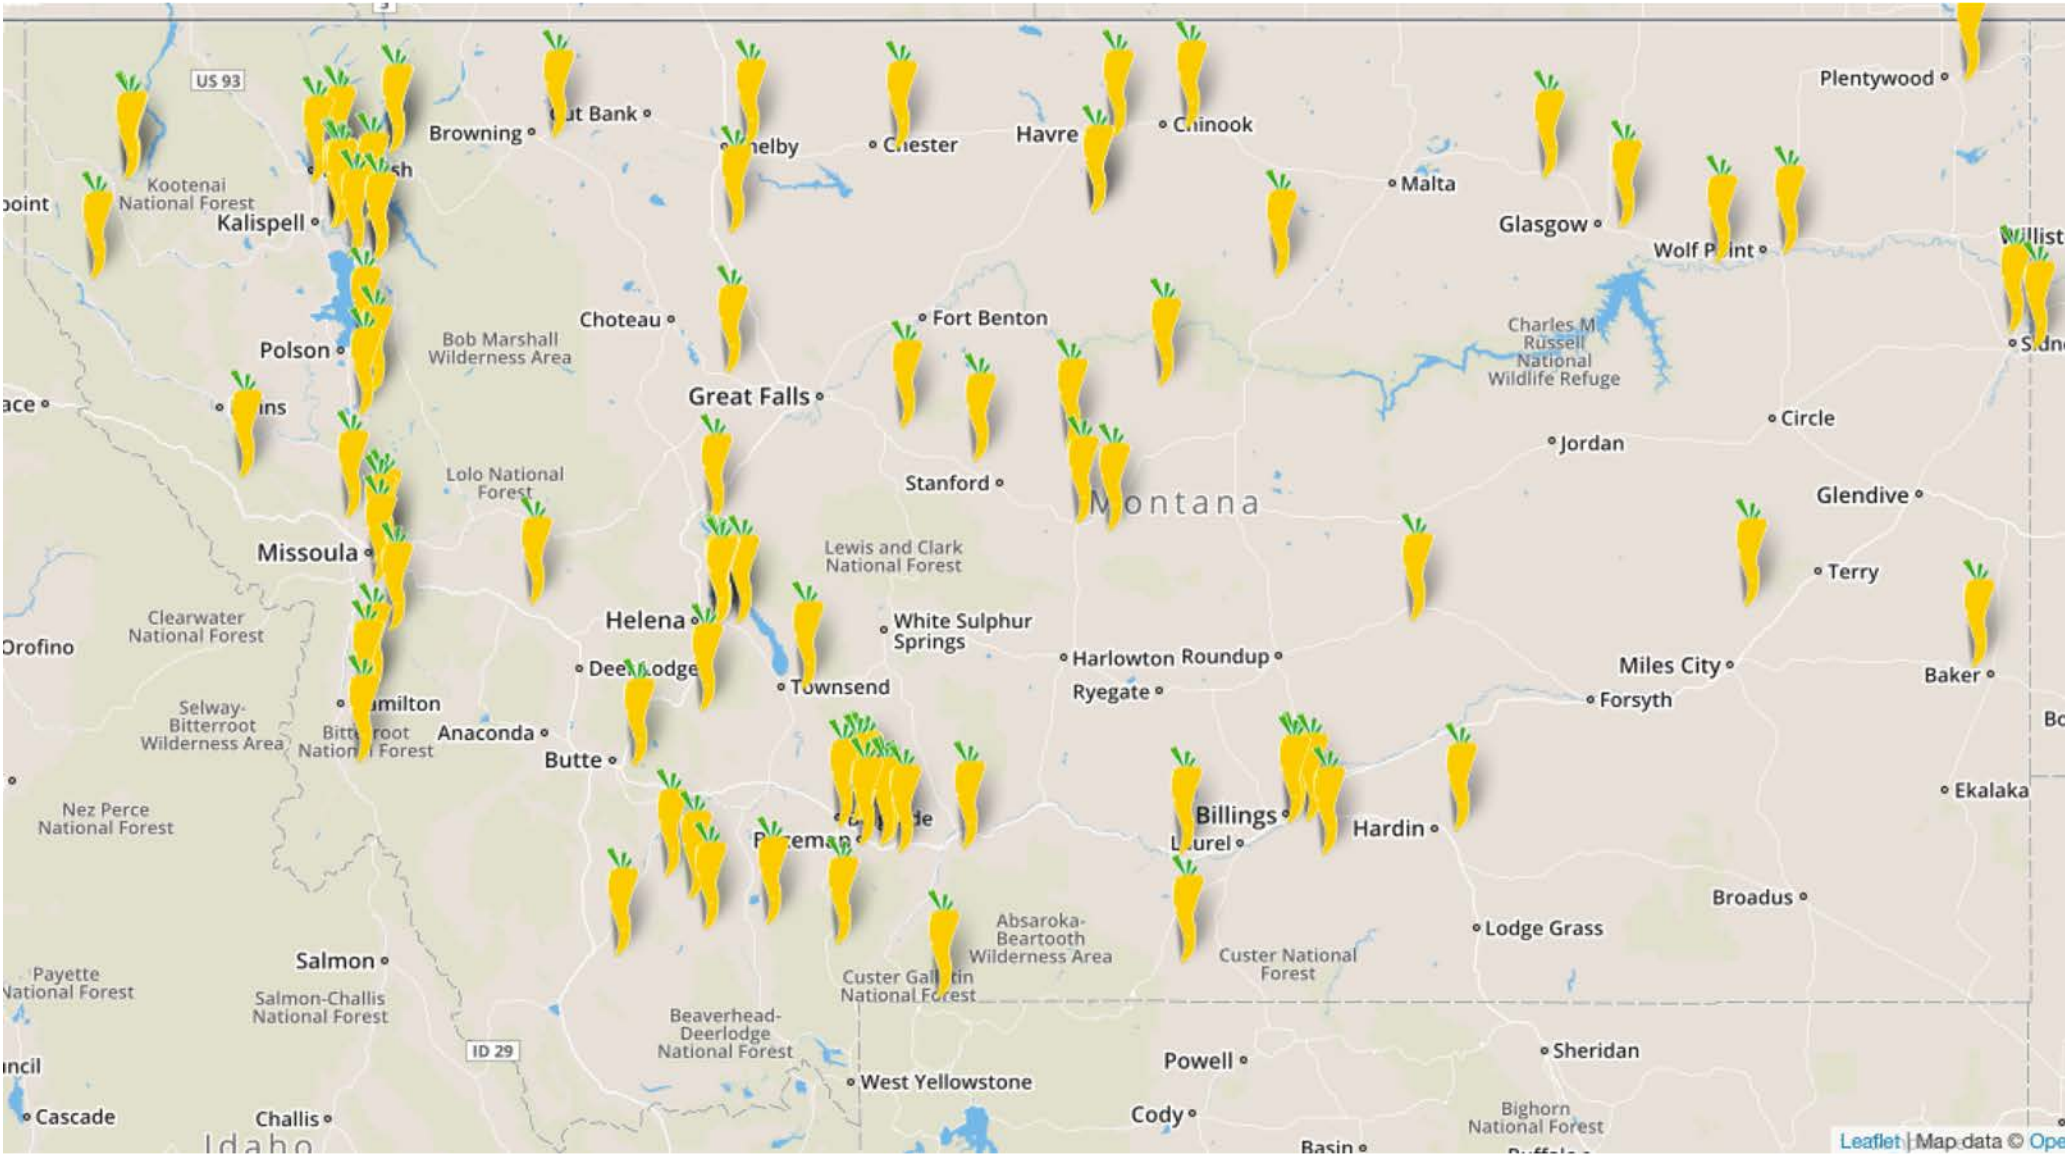 3
US 93
Plentywood
Cut Bank
Browning
Havre
Chinook
Shelby
Chester
Malta
Kootenai
National Forest
Kalispell
Glasgow
Wolf Point
Willist
Choteau
Fort Benton
Bob Marshall
Wilderness Area
Polson
Charles M
Russell
National
Wildlife Refuge
Great Falls
Circle
Jordan
Lolo National
Forest
Stanford
Montana
Glendive
Missoula
Lewis and Clark
National Forest
Terry
Clearwater
National Forest
Helena
White Sulphur
Springs
Orofino
Deer Lodge
Harlowton
Roundup
Miles City
Baker
Townsend
Ryegate
Forsyth
Hamilton
Selway-
Bitterroot
Wilderness Area
Bitterroot
National Forest
Anaconda
Bo
Butte
Ekalaka
Nez Perce
National Forest
Billings
Hardin
Bozeman
Laurel
Broadus
Absaroka-
Beartooth
Wilderness Area
Lodge Grass
Salmon
Custer National
Forest
Payette
National Forest
Custer Gallatin
National Forest
Salmon-Challis
National Forest
Beaverhead-
Deerlodge
National Forest
ID 29
Powell
Sheridan
West Yellowstone
Cascade
Challis
Cody
Bighorn
National Forest
Idaho
Basin
Leaflet | Map data © Ope